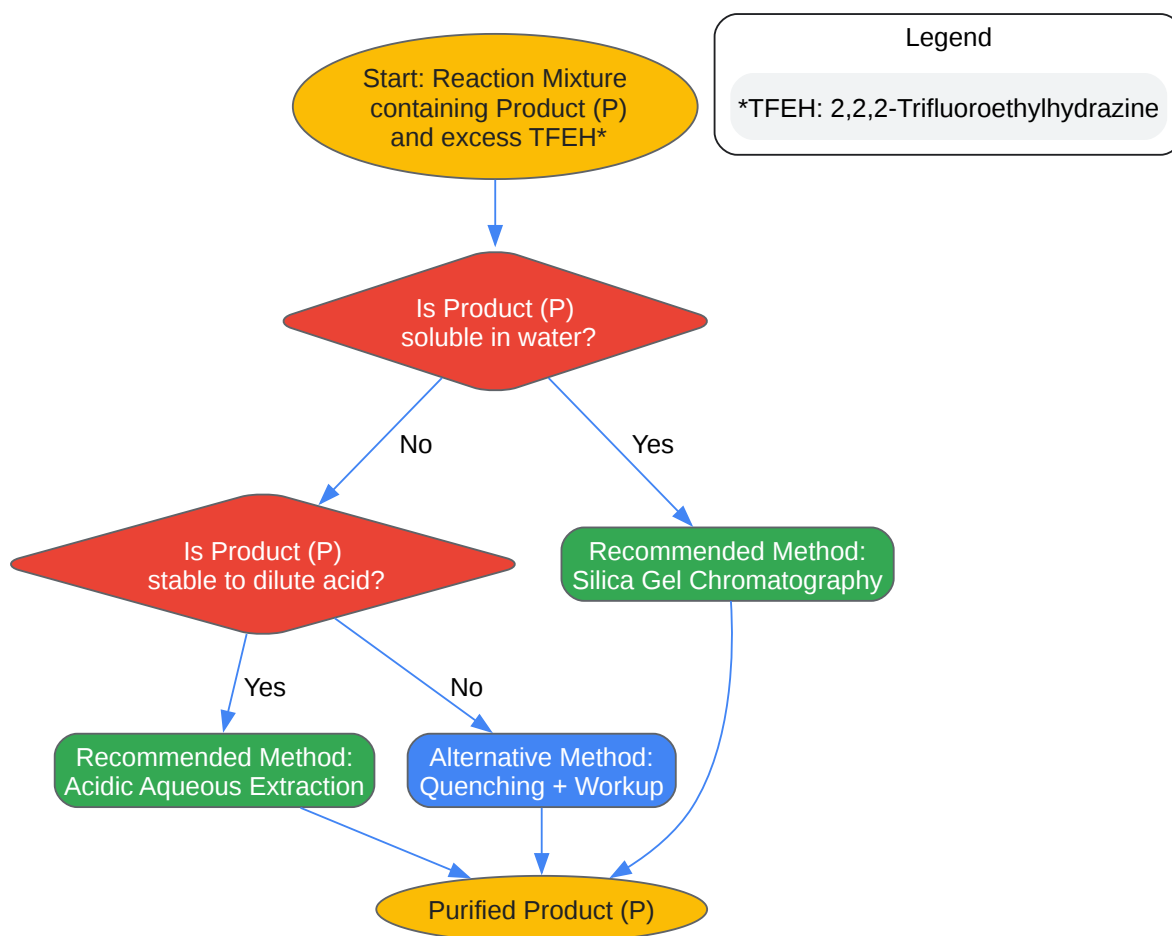 Start: Reaction Mixture
containing Product (P)
and excess TFEH*
Legend
*TFEH: 2,2,2-Trifluoroethylhydrazine
Is Product (P)
soluble in water?
No
Yes
Is Product (P)
stable to dilute acid?
Recommended Method:
Silica Gel Chromatography
Yes
No
Recommended Method:
Acidic Aqueous Extraction
Alternative Method:
Quenching + Workup
Purified Product (P)